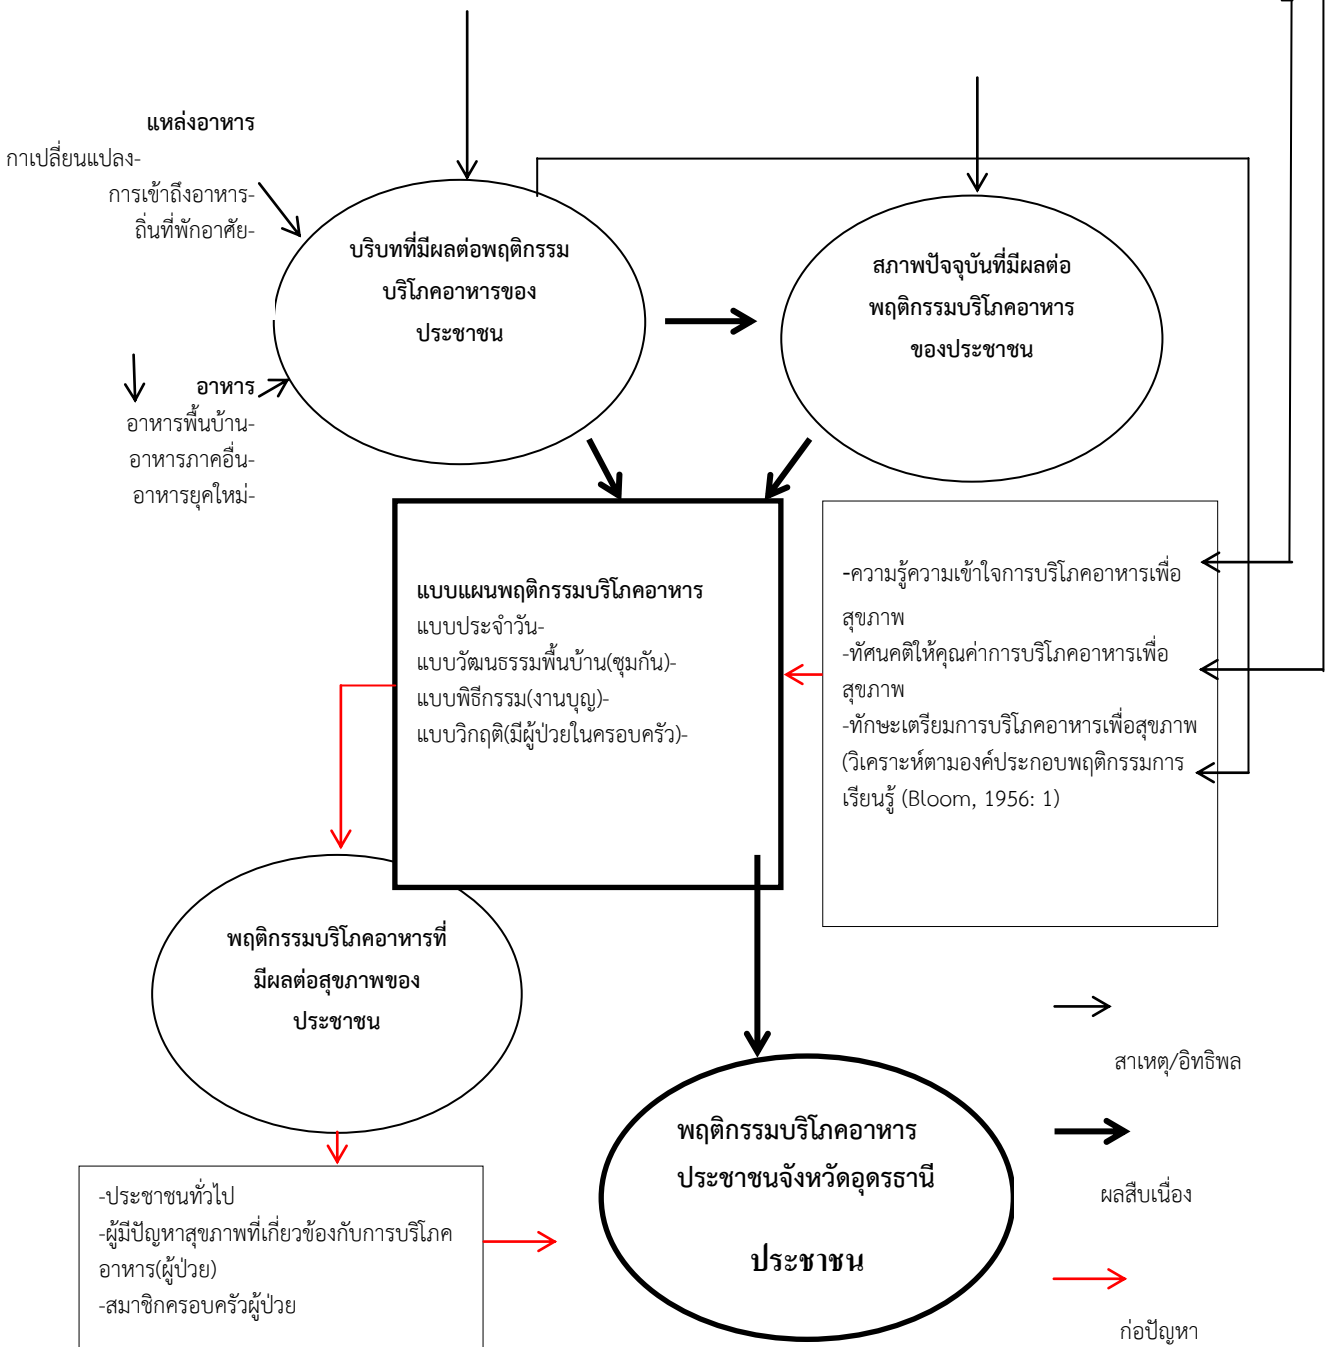 แหล่งอาหาร
กาเปลี่ยนแปลง-
การเข้าถึงอาหาร-
ถิ่นที่พักอาศัย-
บริบทที่มีผลต่อพฤติกรรม
บริโภคอาหารของ
ประชาชน
สภาพปัจจุบันที่มีผลต่อ
พฤติกรรมบริโภคอาหาร
ของประชาชน
อาหาร
อาหารพื้นบ้าน-
อาหารภาคอื่น-
อาหารยุคใหม่-
แบบแผนพฤติกรรมบริโภคอาหาร
แบบประจำวัน-
แบบวัฒนธรรมพื้นบ้าน(ชุมกัน)-
แบบพิธีกรรม(งานบุญ)-
แบบวิกฤติ(มีผู้ป่วยในครอบครัว)-
-ความรู้ความเข้าใจการบริโภคอาหารเพื่อ
สุขภาพ
-ทัศนคติให้คุณค่าการบริโภคอาหารเพื่อ
สุขภาพ
-ทักษะเตรียมการบริโภคอาหารเพื่อสุขภาพ
(วิเคราะห์ตามองค์ประกอบพฤติกรรมการ
เรียนรู้ (Bloom, 1956: 1)
พฤติกรรมบริโภคอาหารที่
มีผลต่อสุขภาพของ
ประชาชน
-ประชาชนทั่วไป
-ผู้มีปัญหาสุขภาพที่เกี่ยวข้องกับการบริโภค
อาหาร(ผู้ป่วย)
-สมาชิกครอบครัวผู้ป่วย
พฤติกรรมบริโภคอาหาร
ประชาชนจังหวัดอุดรธานี
ประชาชน
สาเหตุ/อิทธิพล
ผลสืบเนื่อง
ก่อปัญหา